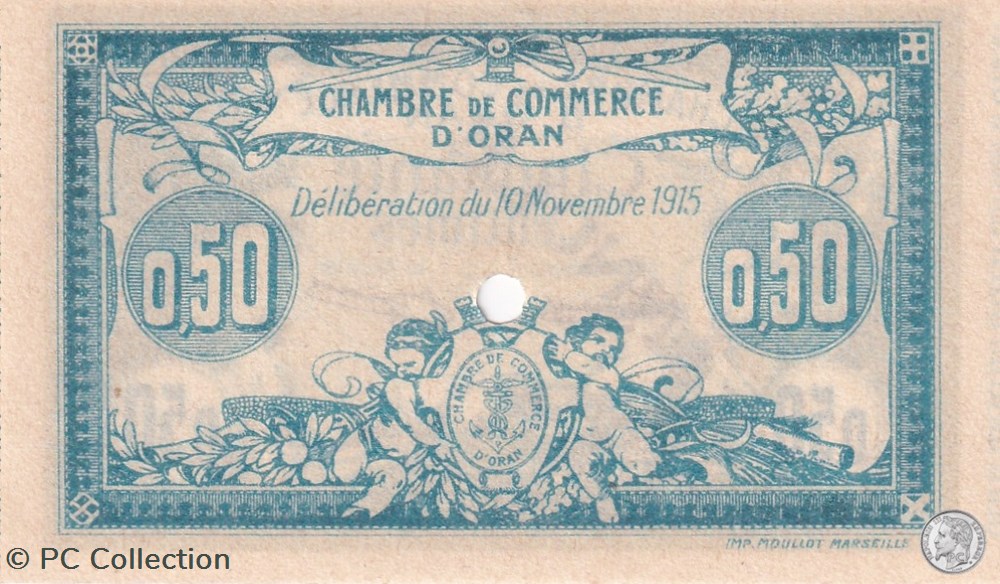 CHAMBRE DE COMMERCE
D'ORAN
Délibération du 10 Novembre 1915
0,50
0,50
CHAMBRE DE COMMERCE
D'ORAN
IMP. MOULLOT MARSEILLE
© PC Collection
PC